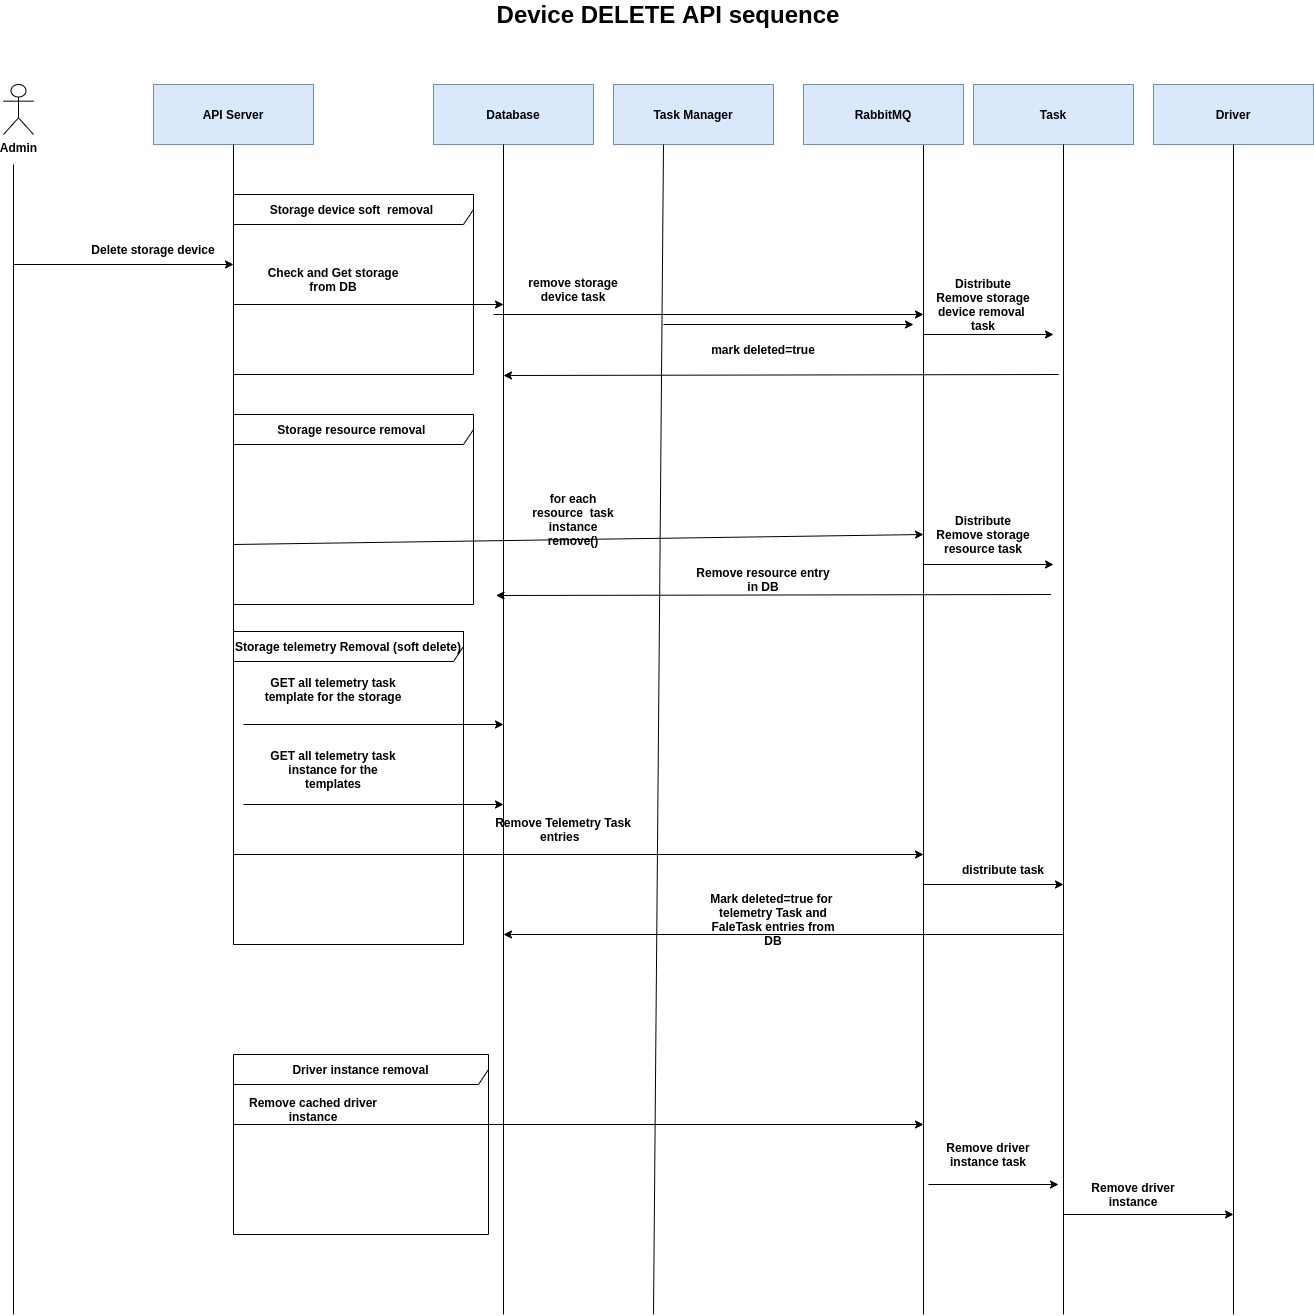 Device DELETE API sequence
Admin
API Server
Database
Task Manager
RabbitMQ
Task
Driver
Storage device soft  removal
Delete storage device
Check and Get storage
from DB
remove storage
device task
Distribute
Remove storage
device removal
task
mark deleted=true
Storage resource removal
for each
resource  task
instance
remove()
Distribute
Remove storage
resource task
Remove resource entry
in DB
Storage telemetry Removal (soft delete)
GET all telemetry task
template for the storage
GET all telemetry task
instance for the
templates
Remove Telemetry Task
entries
distribute task
Mark deleted=true for
telemetry Task and
FaleTask entries from
DB
Driver instance removal
Remove cached driver
instance
Remove driver
instance task
Remove driver
instance